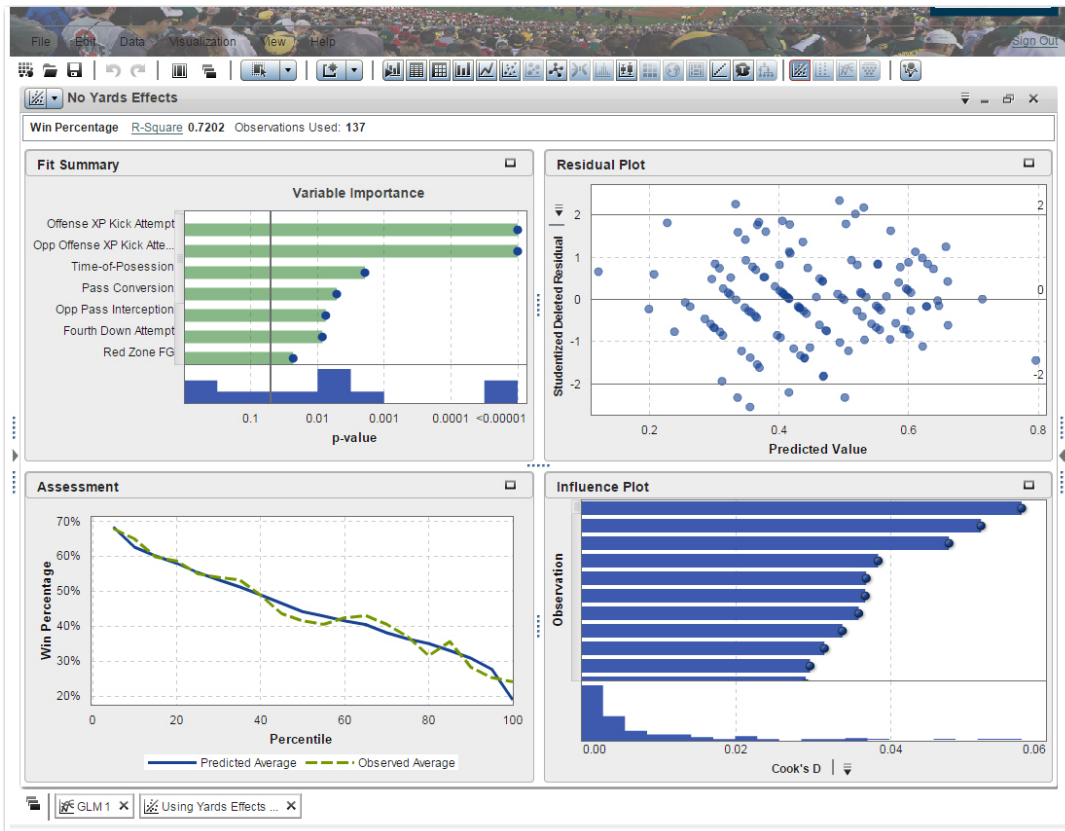 File Edit Data Visualization View Help
Sign Out
No Yards Effects
Win Percentage R-Square 0.7202 Observations Used: 137
Fit Summary
Variable Importance
Offense XP Kick Attempt
Opp Offense XP Kick Atte...
Time-of-Posession
Pass Conversion
Opp Pass Interception
Fourth Down Attempt
Red Zone FG
0.1 0.01 0.001 0.0001 <0.00001
p-value
Residual Plot
Studentized Deleted Residual
2 2
1
0 0
-1
-2 -2
0.2 0.4 0.6 0.8
Predicted Value
Assessment
Win Percentage
70%
60%
50%
40%
30%
20%
0 20 40 60 80 100
Percentile
Predicted Average Observed Average
Influence Plot
Observation
0.00 0.02 0.04 0.06
Cook's D
GLM 1 Using Yards Effects ...